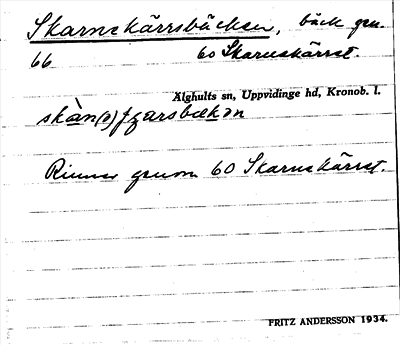 Skarnekärrsbäcken, bäck gm.
66 60 Skarnekärret.
Älghults sn, Uppvidinge hd, Kronob. l.
skàn(ə)ʃærsbækən
Rinner genom 60 Skarnekärret.
FRITZ ANDERSSON 1934.